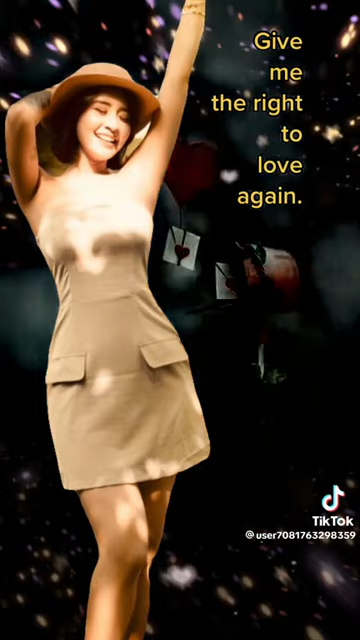 Give
me
the right
to
love
again.
TikTok
@user7081763298359